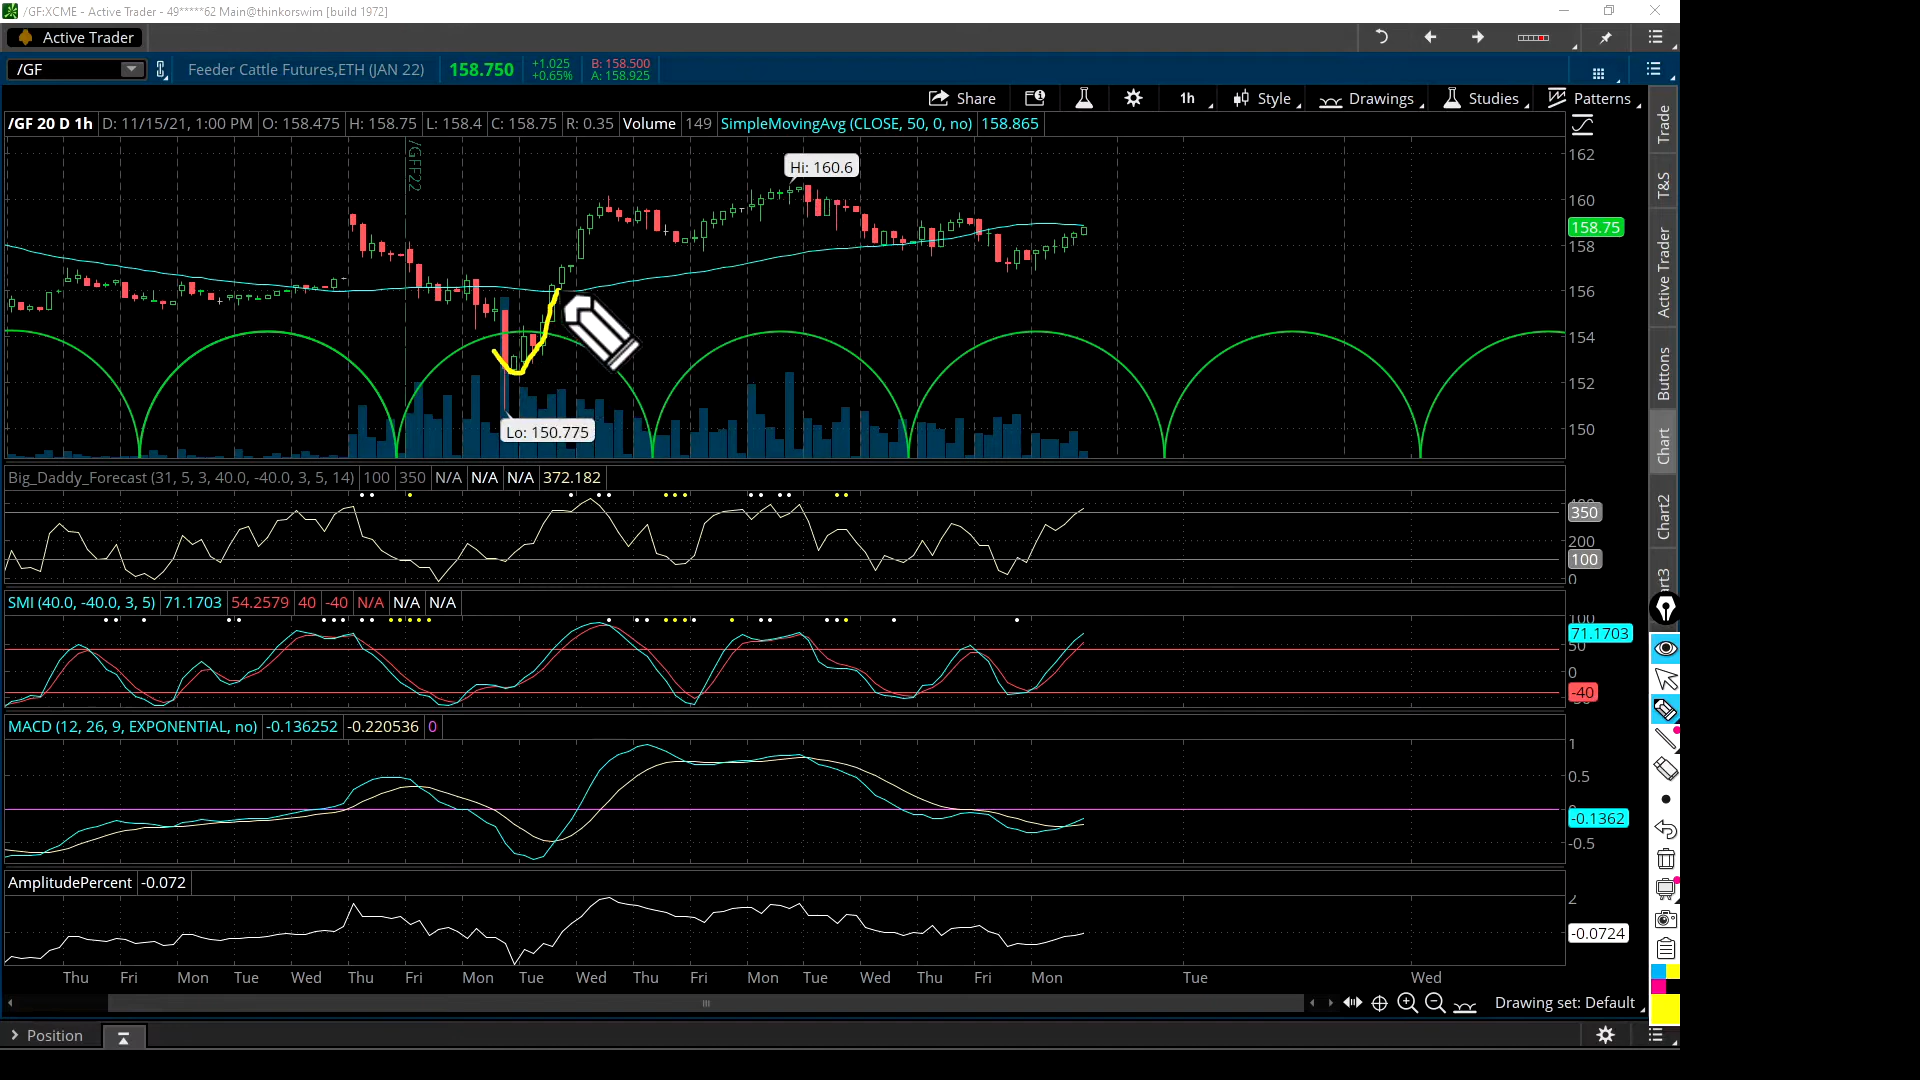 /GF:XCME - Active Trader - 49*****62 Main@thinkorswim [build 1972]
Active Trader
/GF
Feeder Cattle Futures,ETH (JAN 22)
158.750
+1.025
+0.65%
B: 158.500
A: 158.925
Share
1h
Style
Drawings
Studies
Patterns
/GF 20 D 1h
D: 11/15/21, 1:00 PM
O: 158.475
H: 158.75
L: 158.4
C: 158.75
R: 0.35
Volume
149
SimpleMovingAvg (CLOSE, 50, 0, no)
158.865
/GFF22
Hi: 160.6
Lo: 150.775
162
160
158.75
158
156
154
152
150
Big_Daddy_Forecast (31, 5, 3, 40.0, -40.0, 3, 5, 14)
100
350
N/A
N/A
N/A
372.182
350
200
100
0
SMI (40.0, -40.0, 3, 5)
71.1703
54.2579
40
-40
N/A
N/A
N/A
100
71.1703
50
0
-40
MACD (12, 26, 9, EXPONENTIAL, no)
-0.136252
-0.220536
0
1
0.5
-0.1362
-0.5
AmplitudePercent
-0.072
2
-0.0724
Thu
Fri
Mon
Tue
Wed
Thu
Fri
Mon
Tue
Wed
Thu
Fri
Mon
Tue
Wed
Thu
Fri
Mon
Tue
Wed
Drawing set: Default
Position
Trade
T&S
Active Trader
Buttons
Chart
Chart2